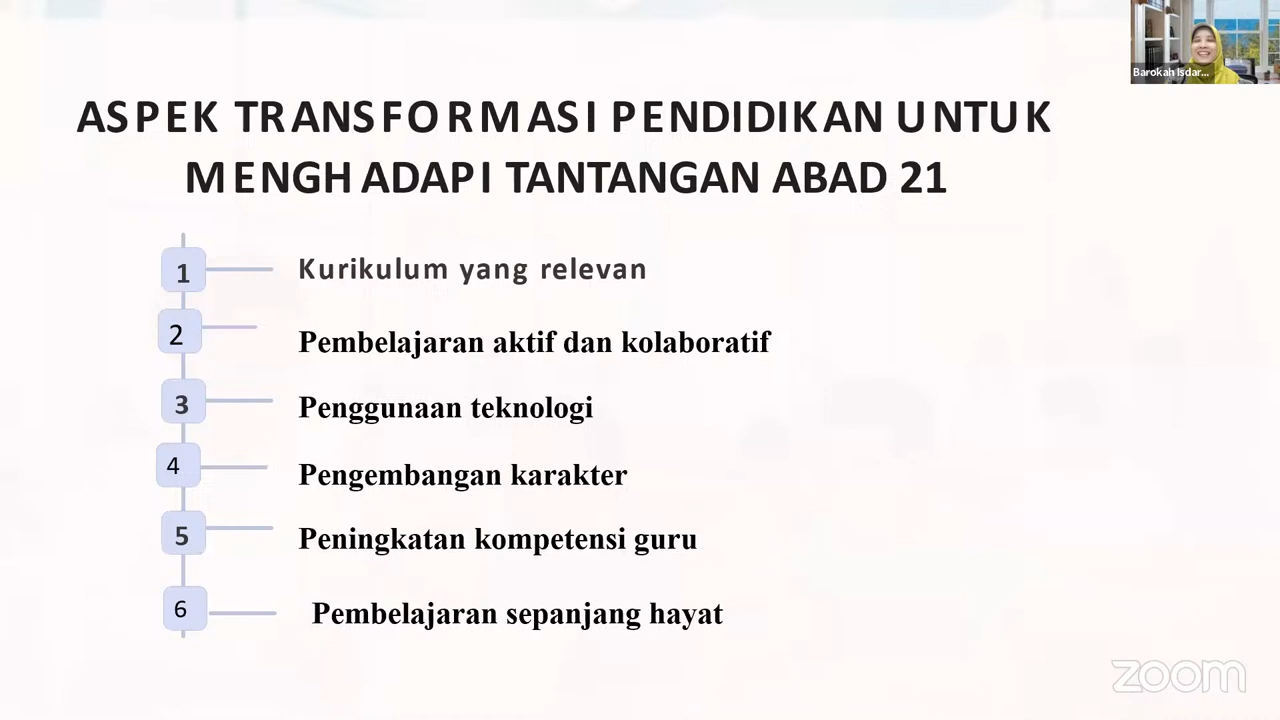 Barokah Isdar...
ASPEK TRANSFORMASI PENDIDIKAN UNTUK
MENGHADAPI TANTANGAN ABAD 21
1 Kurikulum yang relevan
2 Pembelajaran aktif dan kolaboratif
3 Penggunaan teknologi
4 Pengembangan karakter
5 Peningkatan kompetensi guru
6 Pembelajaran sepanjang hayat
zoom